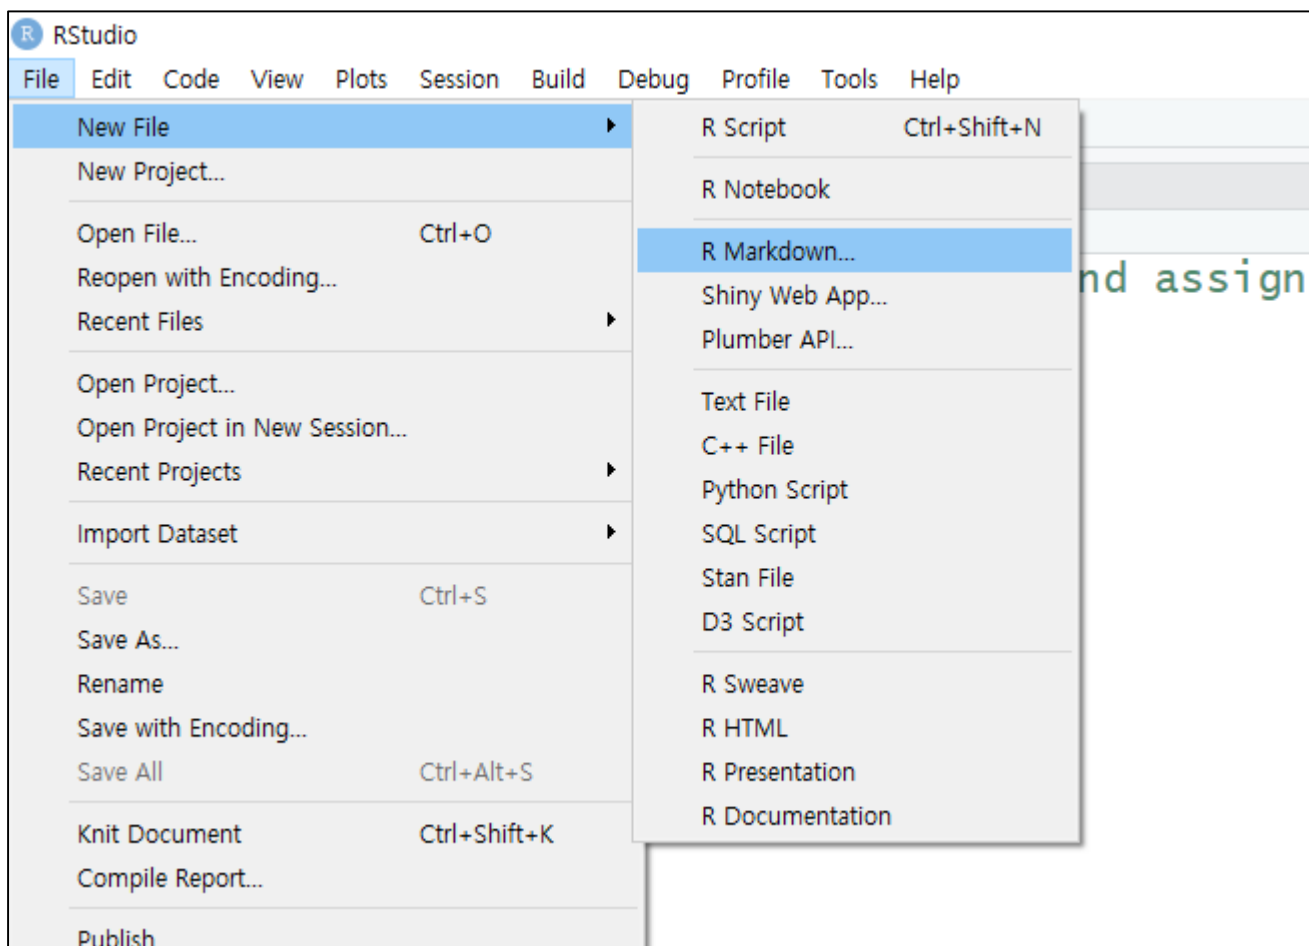 RStudio
File Edit Code View Plots Session Build Debug Profile Tools Help
New File
New Project...
Open File... Ctrl+O
Reopen with Encoding...
Recent Files
Open Project...
Open Project in New Session...
Recent Projects
Import Dataset
Save Ctrl+S
Save As...
Rename
Save with Encoding...
Save All Ctrl+Alt+S
Knit Document Ctrl+Shift+K
Compile Report...
Publish
R Script Ctrl+Shift+N
R Notebook
R Markdown...
Shiny Web App...
Plumber API...
Text File
C++ File
Python Script
SQL Script
Stan File
D3 Script
R Sweave
R HTML
R Presentation
R Documentation
nd assign